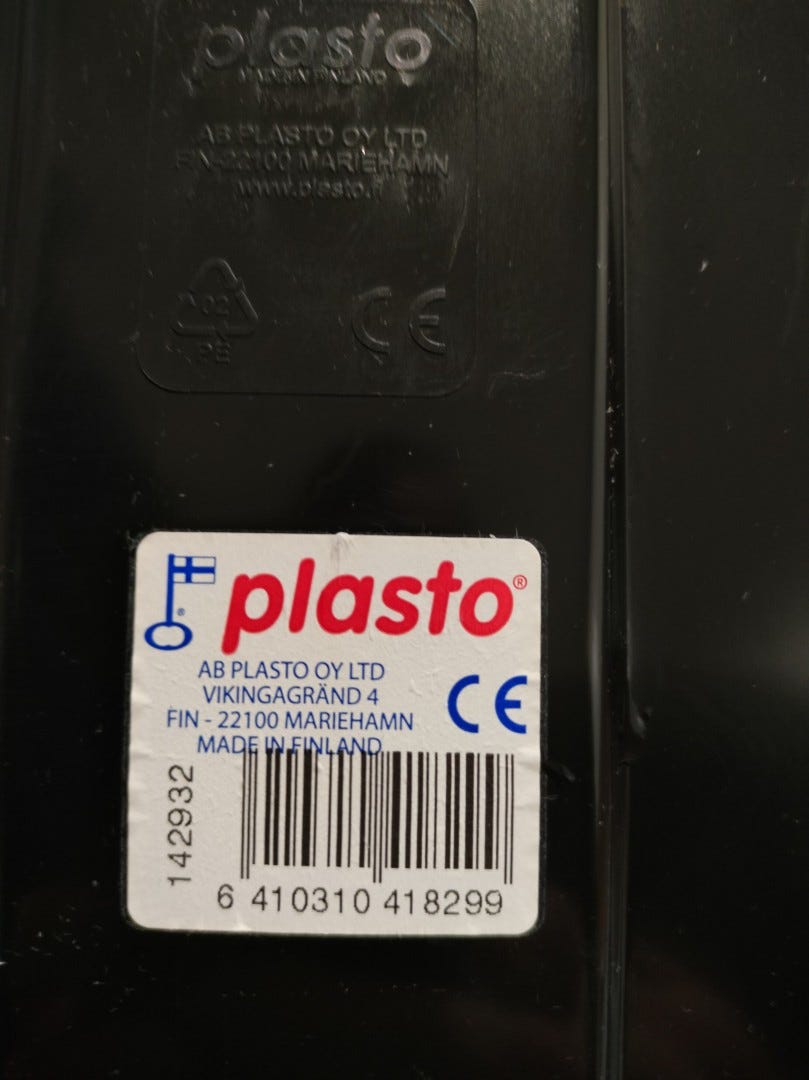 plasto
MADE IN FINLAND
AB PLASTO OY LTD
FIN-22100 MARIEHAMN
www.plasto.fi
02
PE
CE
plasto®
®
AB PLASTO OY LTD
VIKINGAGRÄND 4
FIN - 22100 MARIEHAMN
MADE IN FINLAND
CE
142932
6 410310 418299